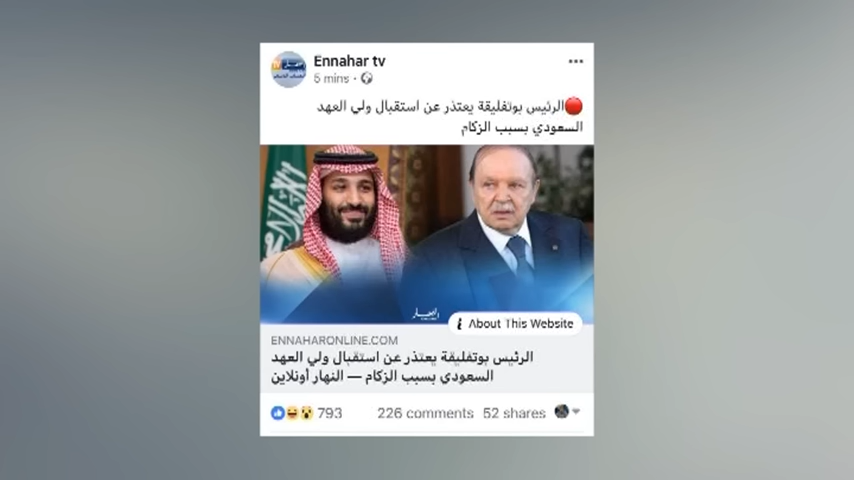 Ennahar tv
5 mins
الرئيس بوتفليقة يعتذر عن استقبال ولي العهد
السعودي بسبب الزكام
النهار
About This Website
ENNAHARONLINE.COM
الرئيس بوتفليقة يعتذر عن استقبال ولي العهد
السعودي بسبب الزكام — النهار أونلاين
793 226 comments 52 shares